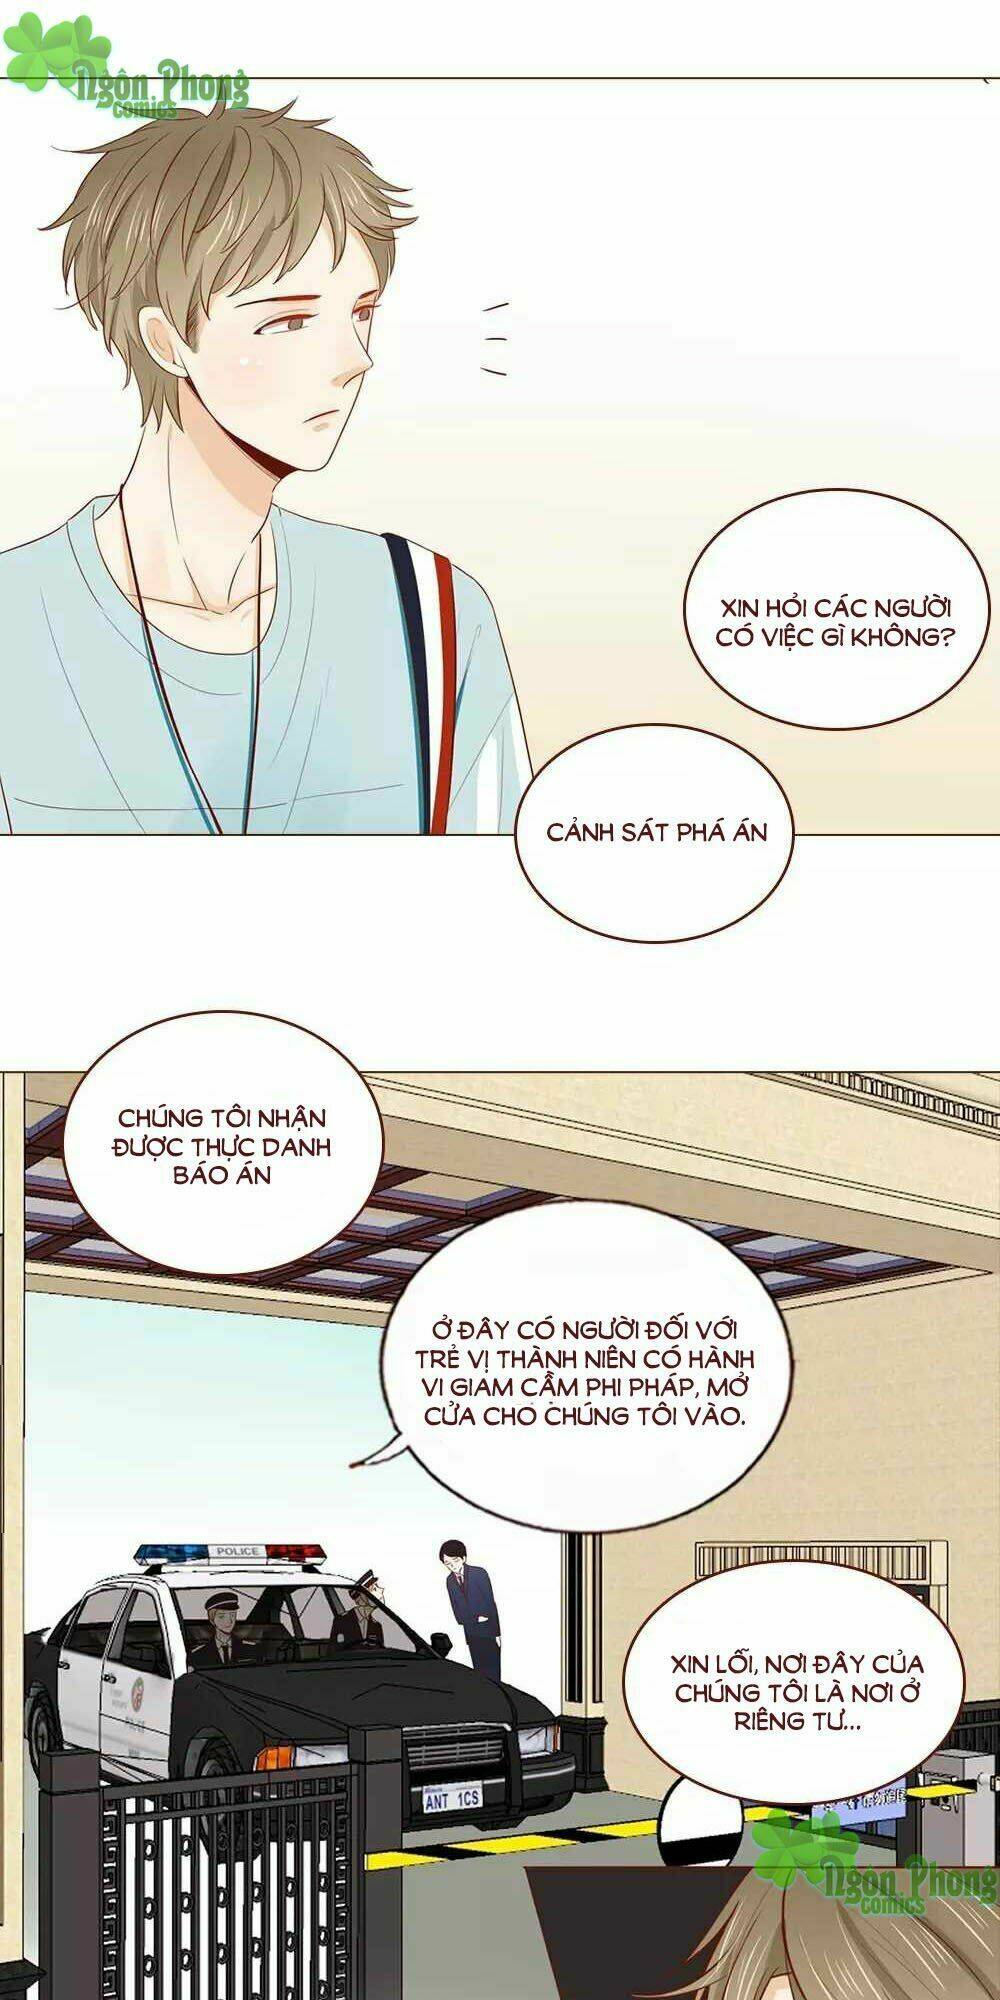 Ngôn Phong
comics
XIN HỎI CÁC NGƯỜI
CÓ VIỆC GÌ KHÔNG?
CẢNH SÁT PHÁ ÁN
CHÚNG TÔI NHẬN
ĐƯỢC THỰC DANH
BÁO ÁN
Ở ĐÂY CÓ NGƯỜI ĐỐI VỚI
TRẺ VỊ THÀNH NIÊN CÓ HÀNH
VI GIAM CẦM PHI PHÁP, MỞ
CỬA CHO CHÚNG TÔI VÀO.
POLICE
XIN LỖI, NƠI ĐÂY CỦA
CHÚNG TÔI LÀ NƠI Ở
RIÊNG TƯ...
ANT 1CS
Ngôn Phong
comics